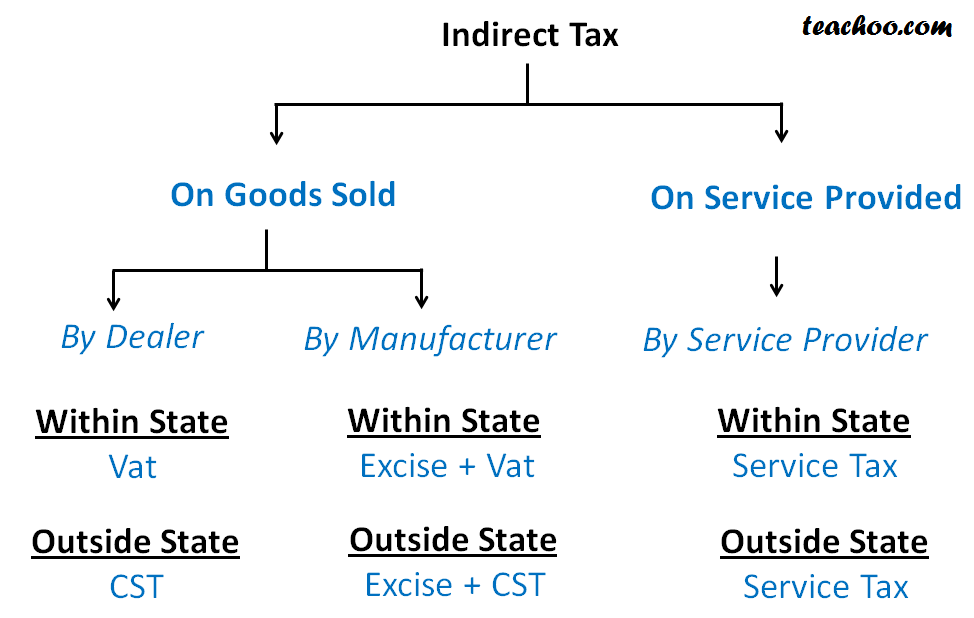 teachoo.com
Indirect Tax
On Goods Sold
On Service Provided
By Dealer
By Manufacturer
By Service Provider
Within State
Vat
Within State
Excise + Vat
Within State
Service Tax
Outside State
CST
Outside State
Excise + CST
Outside State
Service Tax